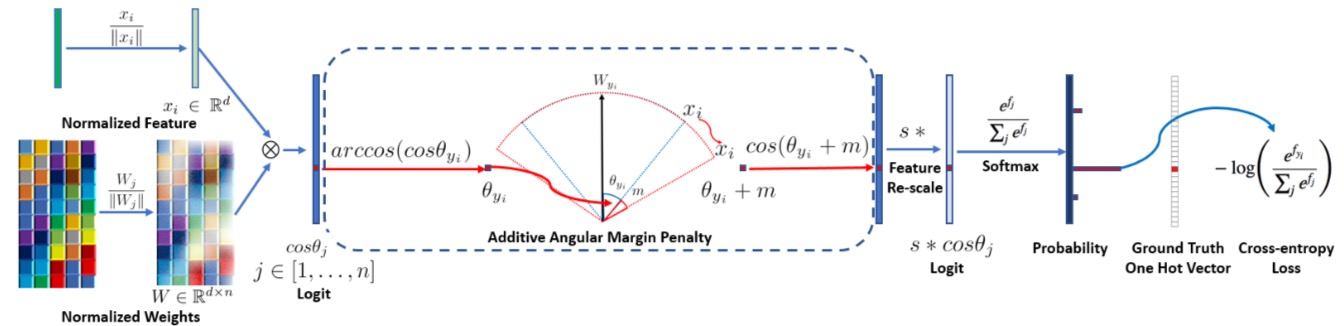 x_i / ‖x_i‖
x_i ∈ ℝ^d
Normalized Feature
W_j / ‖W_j‖
W ∈ ℝ^{d×n}
Normalized Weights
⊗
cosθ_j
j ∈ [1, . . . , n]
Logit
arccos(cosθ_{y_i})
θ_{y_i}
W_{y_i}
x_i
x_i
θ_{y_i} m
cos(θ_{y_i} + m)
θ_{y_i} + m
Additive Angular Margin Penalty
s ∗
Feature
Re-scale
s ∗ cosθ_j
Logit
e^{f_j} / ∑_j e^{f_j}
Softmax
Probability
Ground Truth
One Hot Vector
− log( e^{f_{y_i}} / ∑_j e^{f_j} )
Cross-entropy
Loss